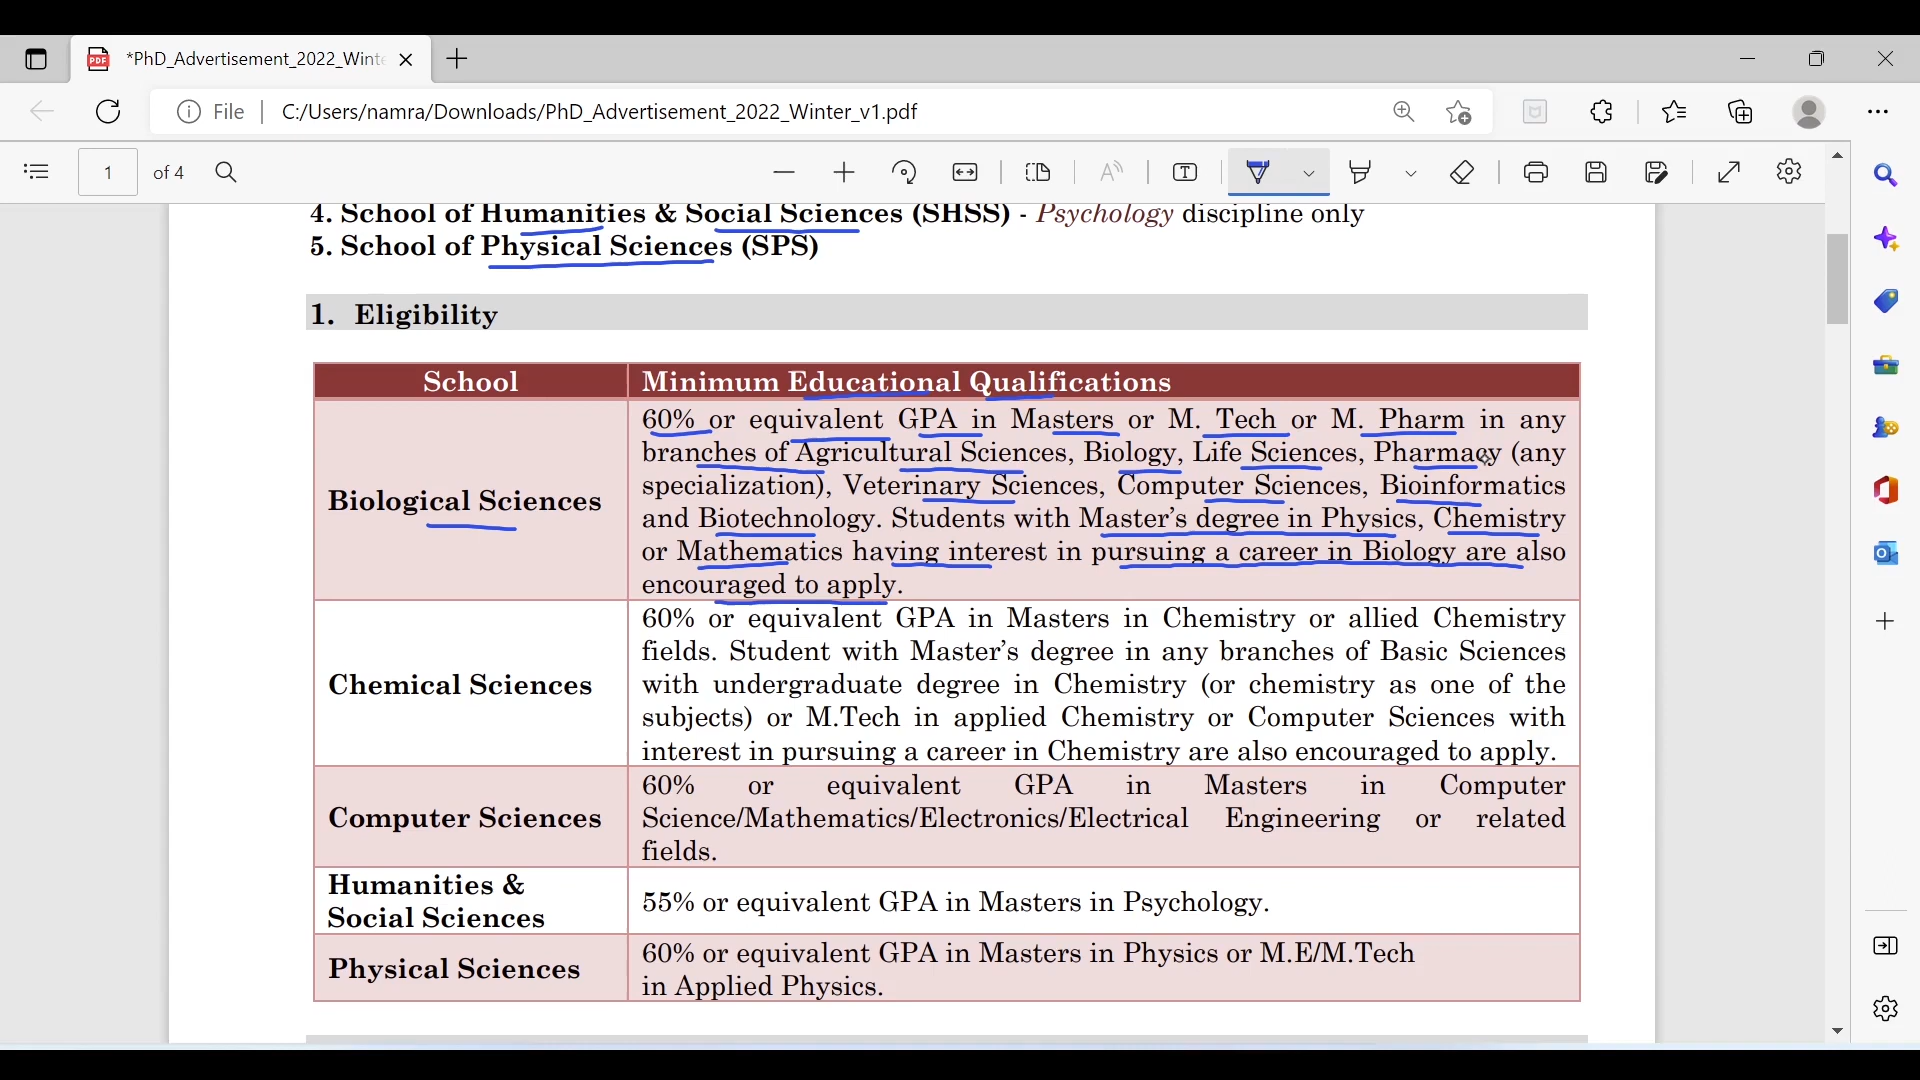 *PhD_Advertisement_2022_Winte
File
C:/Users/namra/Downloads/PhD_Advertisement_2022_Winter_v1.pdf
1 of 4
4. School of Humanities & Social Sciences (SHSS) - Psychology discipline only
5. School of Physical Sciences (SPS)
1. Eligibility
School Minimum Educational Qualifications
Biological Sciences
60% or equivalent GPA in Masters or M. Tech or M. Pharm in any
branches of Agricultural Sciences, Biology, Life Sciences, Pharmacy (any
specialization), Veterinary Sciences, Computer Sciences, Bioinformatics
and Biotechnology. Students with Master's degree in Physics, Chemistry
or Mathematics having interest in pursuing a career in Biology are also
encouraged to apply.
Chemical Sciences
60% or equivalent GPA in Masters in Chemistry or allied Chemistry
fields. Student with Master's degree in any branches of Basic Sciences
with undergraduate degree in Chemistry (or chemistry as one of the
subjects) or M.Tech in applied Chemistry or Computer Sciences with
interest in pursuing a career in Chemistry are also encouraged to apply.
Computer Sciences
60% or equivalent GPA in Masters in Computer
Science/Mathematics/Electronics/Electrical Engineering or related
fields.
Humanities &
Social Sciences
55% or equivalent GPA in Masters in Psychology.
Physical Sciences
60% or equivalent GPA in Masters in Physics or M.E/M.Tech
in Applied Physics.